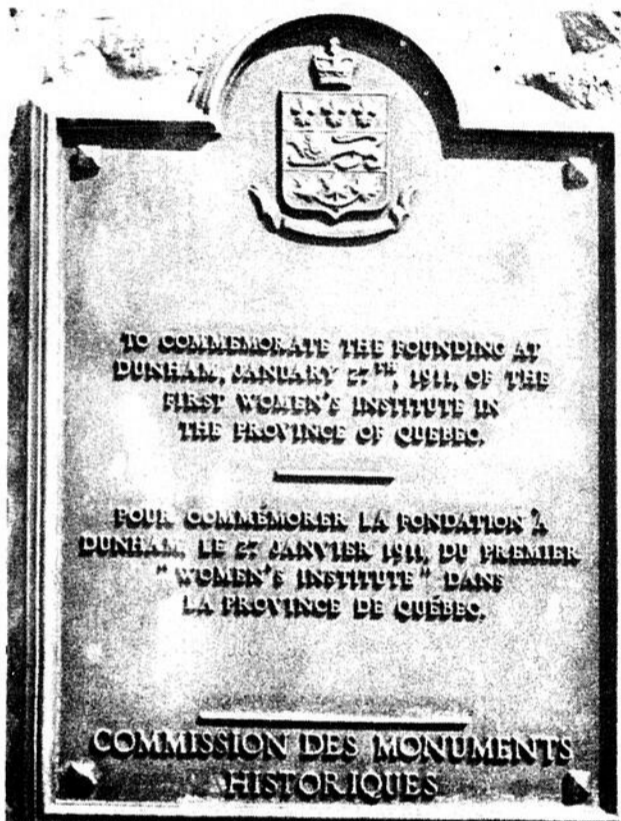 TO COMMEMORATE THE FOUNDING AT
DUNHAM, JANUARY 27TH, 1911, OF THE
FIRST WOMEN'S INSTITUTE IN
THE PROVINCE OF QUEBEC.
POUR COMMÉMORER LA FONDATION À
DUNHAM, LE 27 JANVIER 1911, DU PREMIER
"WOMEN'S INSTITUTE" DANS
LA PROVINCE DE QUÉBEC.
COMMISSION DES MONUMENTS
HISTORIQUES